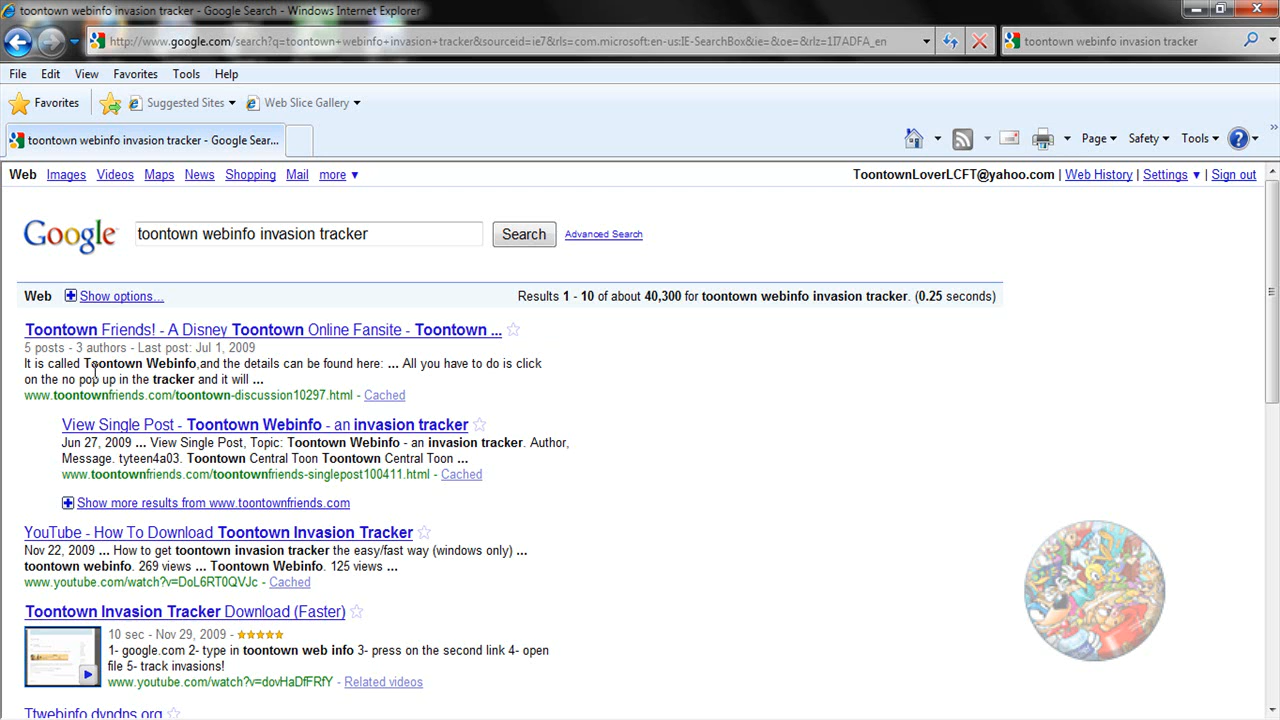 toontown webinfo invasion tracker - Google Search - Windows Internet Explorer
http://www.google.com/search?q=toontown+webinfo+invasion+tracker&sourceid=ie7&rls=com.microsoft:en-us:IE-SearchBox&ie=&oe=&rlz=1I7ADFA_en toontown webinfo invasion tracker
File Edit View Favorites Tools Help
Favorites Suggested Sites Web Slice Gallery
toontown webinfo invasion tracker - Google Sear... Page Safety Tools
Web Images Videos Maps News Shopping Mail more ToontownLoverLCFT@yahoo.com | Web History | Settings | Sign out
Google toontown webinfo invasion tracker Search Advanced Search
Web Show options... Results 1 - 10 of about 40,300 for toontown webinfo invasion tracker. (0.25 seconds)
Toontown Friends! - A Disney Toontown Online Fansite - Toontown ...
5 posts - 3 authors - Last post: Jul 1, 2009
It is called Toontown Webinfo,and the details can be found here: ... All you have to do is click
on the no pop up in the tracker and it will ...
www.toontownfriends.com/toontown-discussion10297.html - Cached
View Single Post - Toontown Webinfo - an invasion tracker
Jun 27, 2009 ... View Single Post, Topic: Toontown Webinfo - an invasion tracker. Author,
Message. tyteen4a03. Toontown Central Toon Toontown Central Toon ...
www.toontownfriends.com/toontownfriends-singlepost100411.html - Cached
Show more results from www.toontownfriends.com
YouTube - How To Download Toontown Invasion Tracker
Nov 22, 2009 ... How to get toontown invasion tracker the easy/fast way (windows only) ...
toontown webinfo. 269 views ... Toontown Webinfo. 125 views ...
www.youtube.com/watch?v=DoL6RT0QVJc - Cached
Toontown Invasion Tracker Download (Faster)
10 sec - Nov 29, 2009 -
1- google.com 2- type in toontown web info 3- press on the second link 4- open
file 5- track invasions!
www.youtube.com/watch?v=dovHaDfFRfY - Related videos
Ttwebinfo.dyndns.org